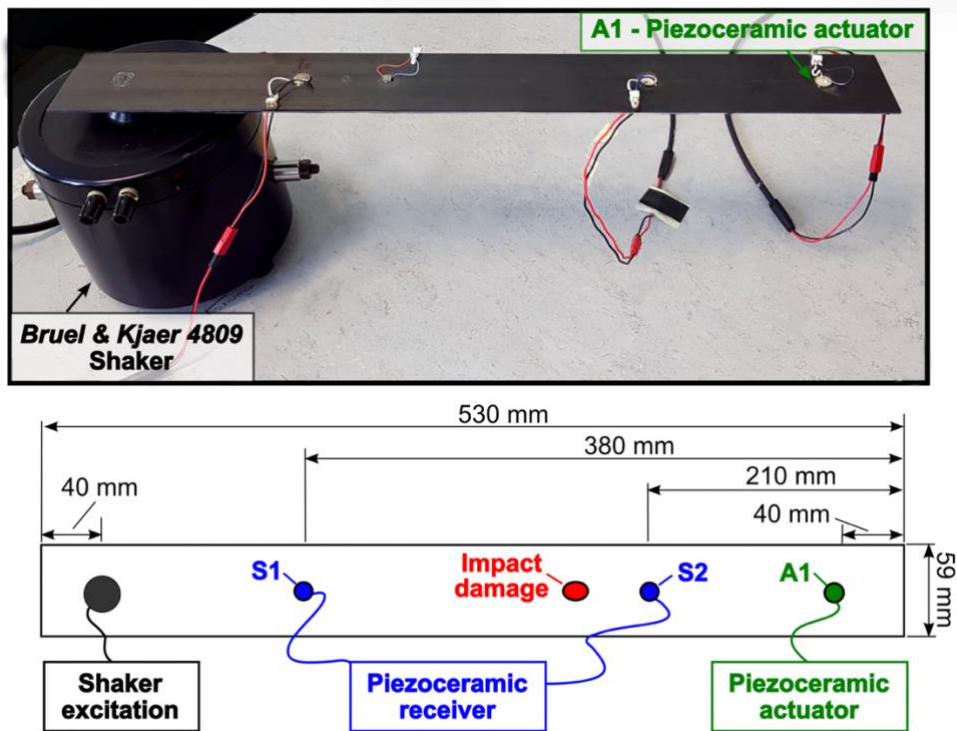 A1 - Piezoceramic actuator
Bruel & Kjaer 4809
Shaker
530 mm
380 mm
210 mm
40 mm
40 mm
S1
Impact
damage
S2
A1
59 mm
Shaker
excitation
Piezoceramic
receiver
Piezoceramic
actuator